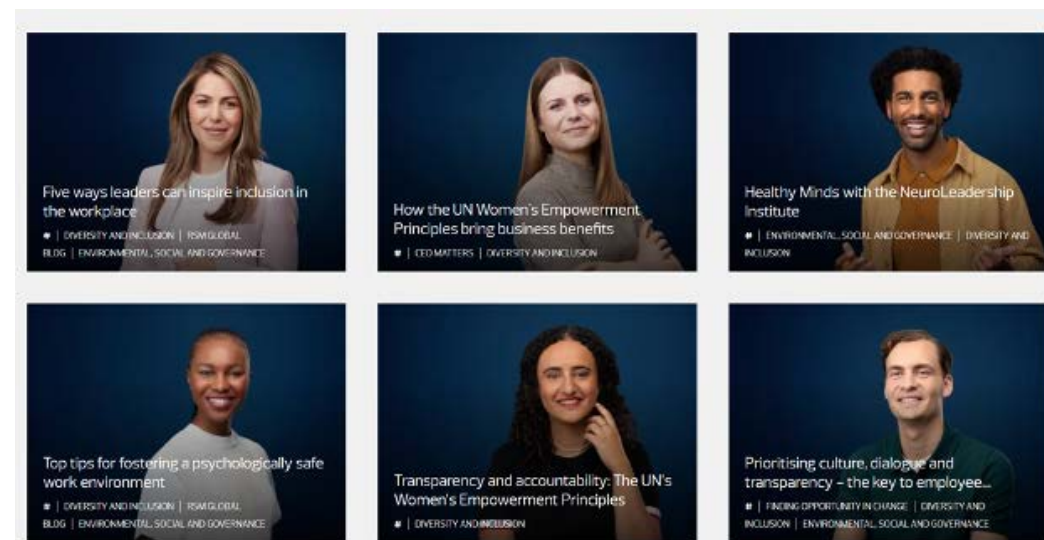 Five ways leaders can inspire inclusion in
the workplace
# | DIVERSITY AND INCLUSION | RSM GLOBAL
BLOG | ENVIRONMENTAL, SOCIAL AND GOVERNANCE
How the UN Women's Empowerment
Principles bring business benefits
# | CEO MATTERS | DIVERSITY AND INCLUSION
Healthy Minds with the NeuroLeadership
Institute
# | ENVIRONMENTAL, SOCIAL AND GOVERNANCE | DIVERSITY AND
INCLUSION
Top tips for fostering a psychologically safe
work environment
# | DIVERSITY AND INCLUSION | RSM GLOBAL
BLOG | ENVIRONMENTAL, SOCIAL AND GOVERNANCE
Transparency and accountability: The UN's
Women's Empowerment Principles
# | DIVERSITY AND INCLUSION
Prioritising culture, dialogue and
transparency – the key to employee...
# | FINDING OPPORTUNITY IN CHANGE | DIVERSITY AND
INCLUSION | ENVIRONMENTAL, SOCIAL AND GOVERNANCE